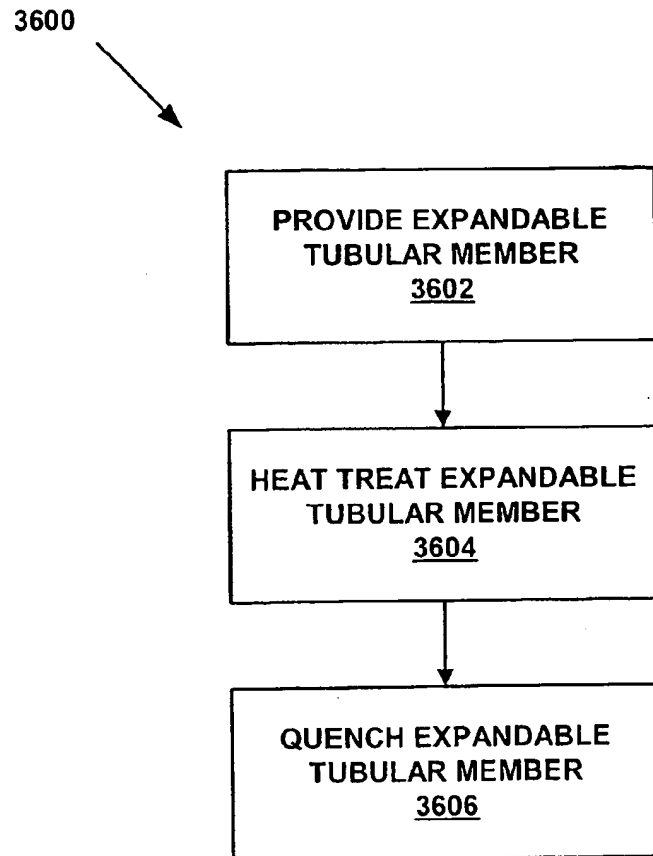 3600
PROVIDE EXPANDABLE
TUBULAR MEMBER
3602
HEAT TREAT EXPANDABLE
TUBULAR MEMBER
3604
QUENCH EXPANDABLE
TUBULAR MEMBER
3606